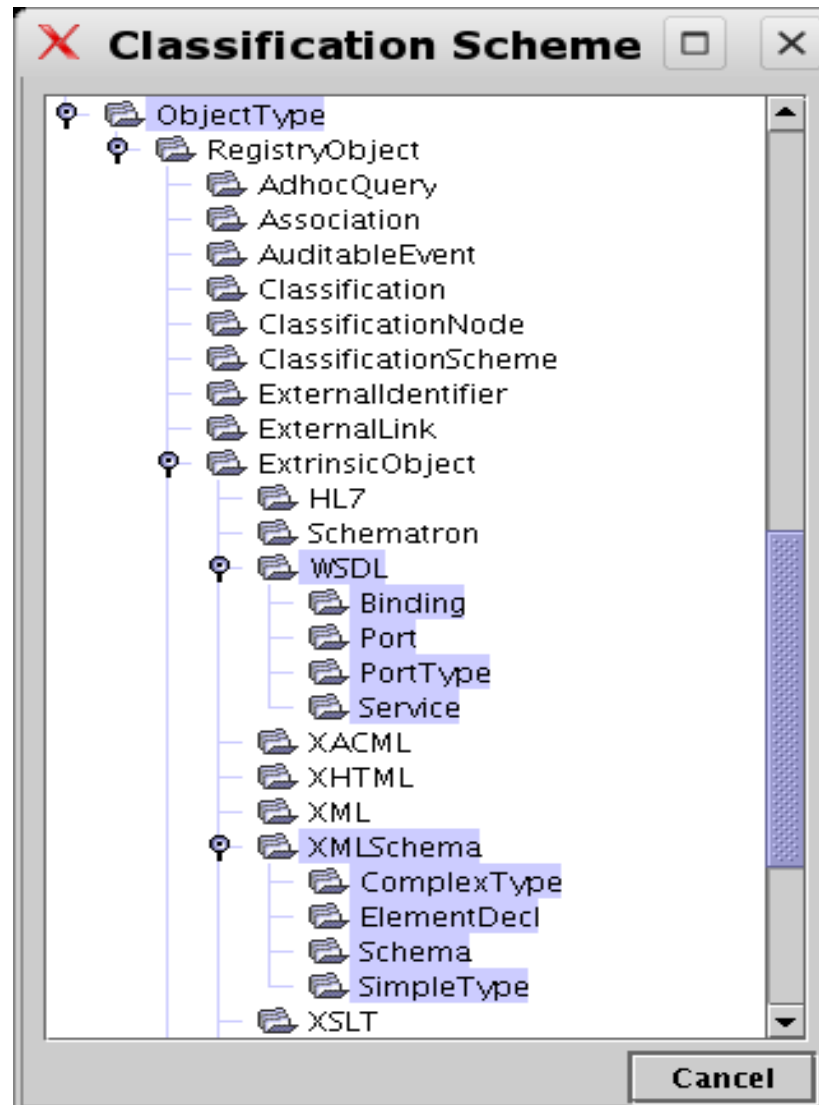 Classification Scheme
ObjectType
RegistryObject
AdhocQuery
Association
AuditableEvent
Classification
ClassificationNode
ClassificationScheme
ExternalIdentifier
ExternalLink
ExtrinsicObject
HL7
Schematron
WSDL
Binding
Port
PortType
Service
XACML
XHTML
XML
XMLSchema
ComplexType
ElementDecl
Schema
SimpleType
XSLT
Cancel